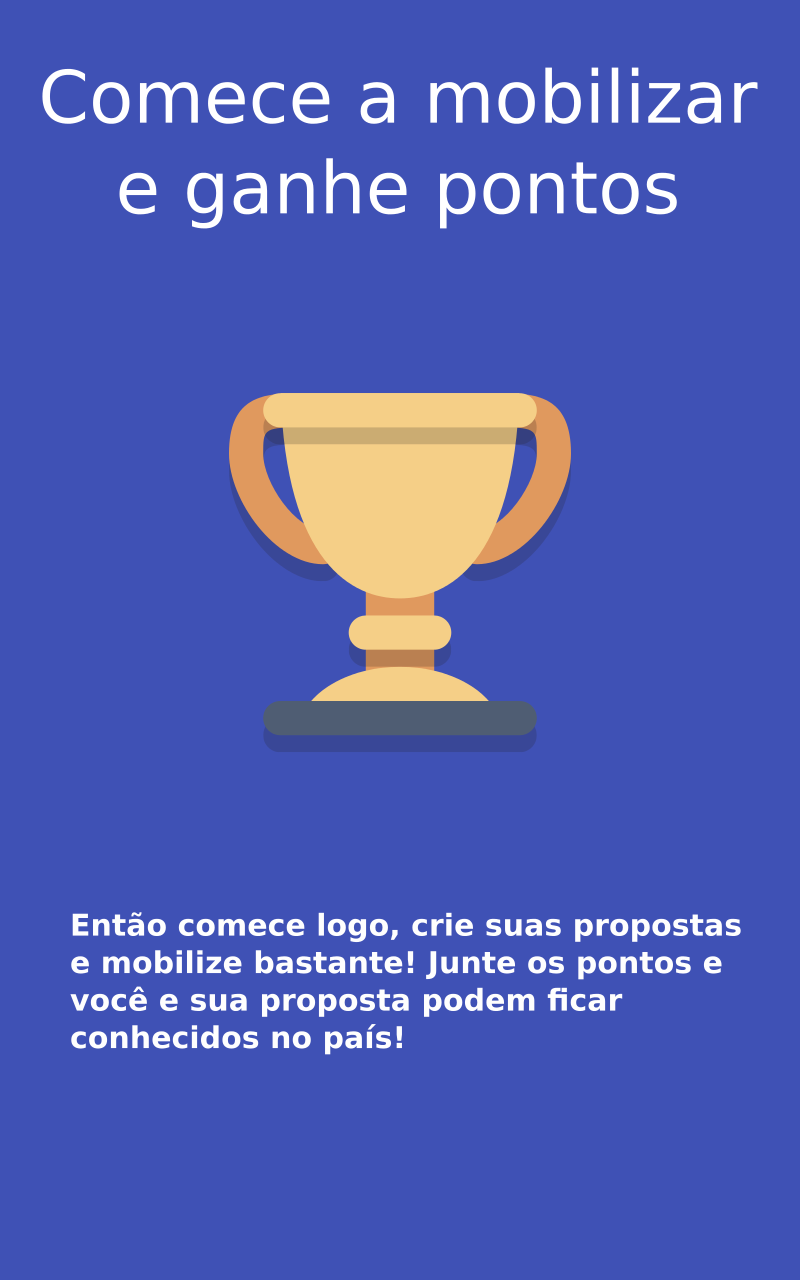 Comece a mobilizar
e ganhe pontos
Então comece logo, crie suas propostas
e mobilize bastante! Junte os pontos e
você e sua proposta podem ficar
conhecidos no país!